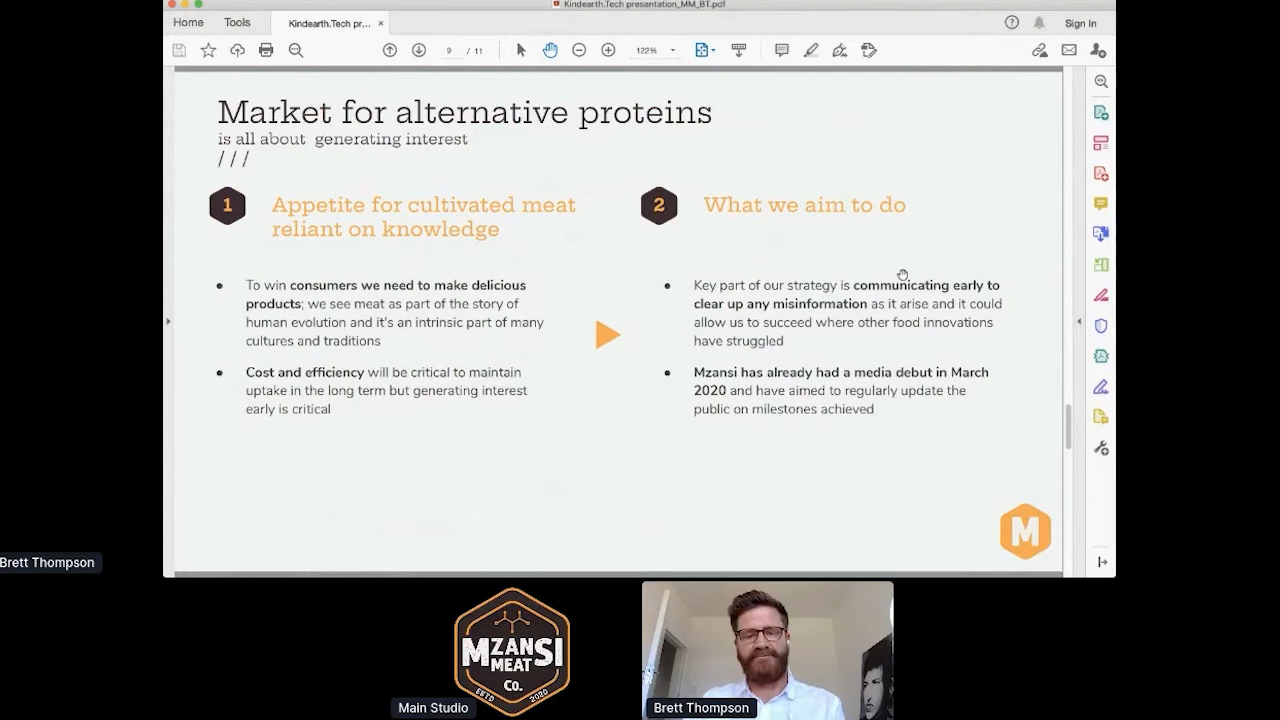 Kindearth.Tech presentation_MM_BT.pdf
Home
Tools
Kindearth.Tech pr... ×
Sign In
9 / 11
122%
Market for alternative proteins
is all about generating interest
/ / /
1
Appetite for cultivated meat
reliant on knowledge
To win consumers we need to make delicious
products; we see meat as part of the story of
human evolution and it's an intrinsic part of many
cultures and traditions
Cost and efficiency will be critical to maintain
uptake in the long term but generating interest
early is critical
2
What we aim to do
Key part of our strategy is communicating early to
clear up any misinformation as it arise and it could
allow us to succeed where other food innovations
have struggled
Mzansi has already had a media debut in March
2020 and have aimed to regularly update the
public on milestones achieved
M
Brett Thompson
MZANSI
MEAT
Co.
ESTD 2020
Main Studio
Brett Thompson